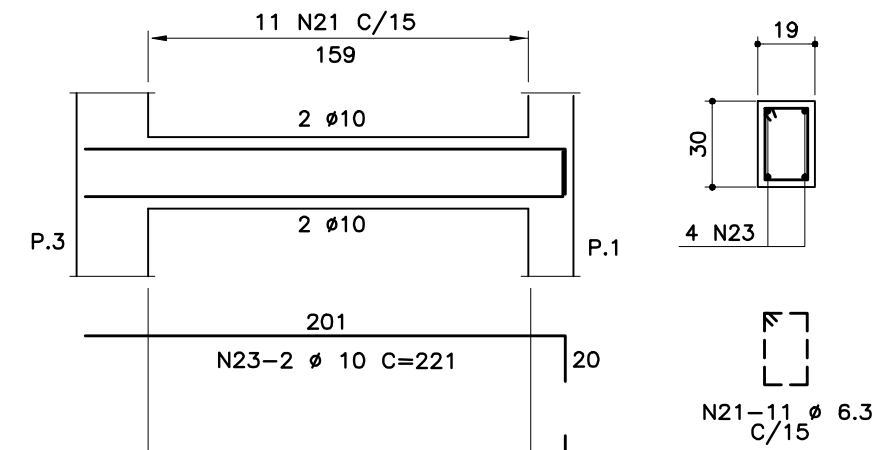 11 N21 C/15
159
19
2 ø10
30
2 ø10
P.3
P.1
4 N23
201
N23-2 ø 10 C=221
20
N21-11 ø 6.3
C/15